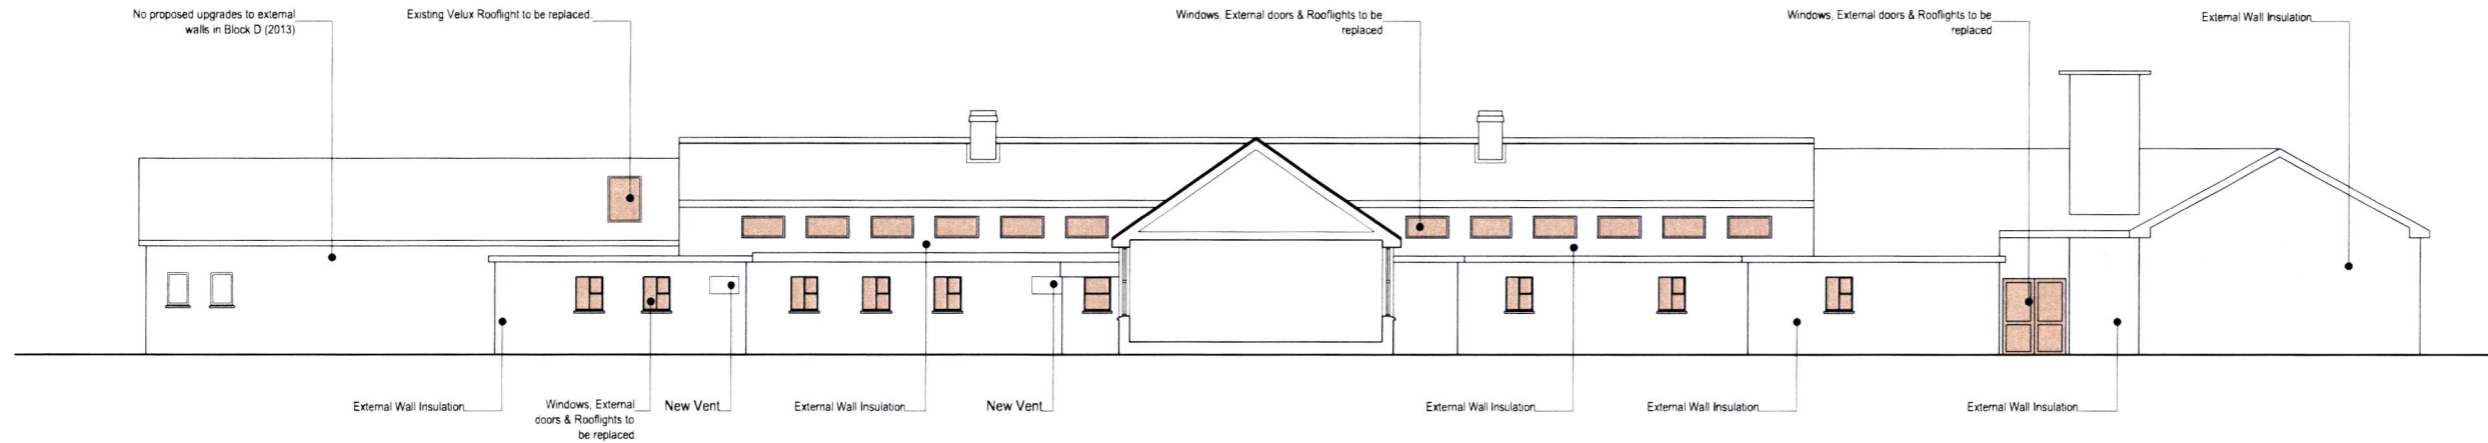 No proposed upgrades to external
walls in Block D (2013)
Existing Velux Rooflight to be replaced.
Windows, External doors & Rooflights to be
replaced
Windows, External doors & Rooflights to be
replaced
External Wall Insulation
External Wall Insulation
Windows, External
doors & Rooflights to
be replaced
New Vent
External Wall Insulation
New Vent
External Wall Insulation
External Wall Insulation
External Wall Insulation